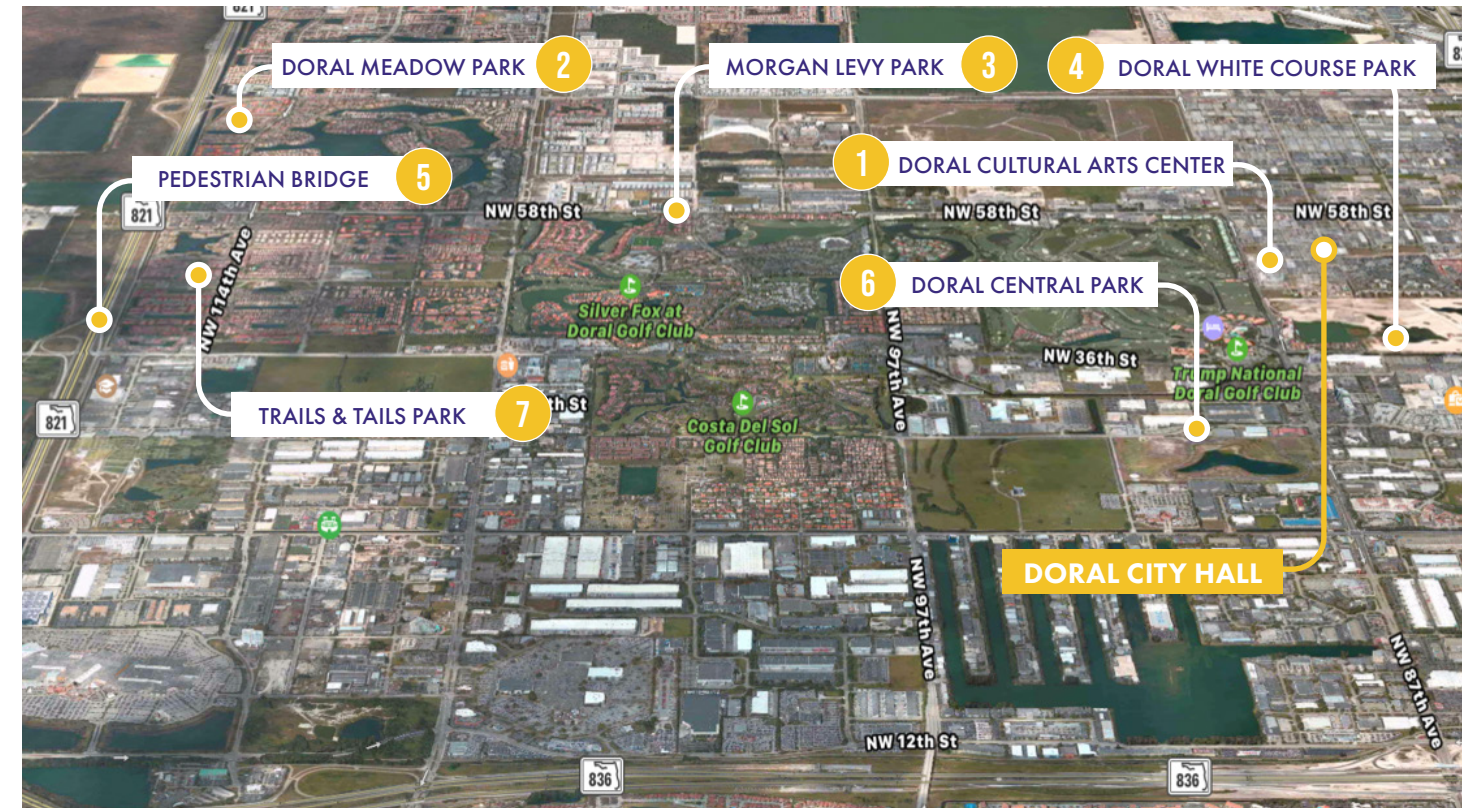 821
DORAL MEADOW PARK 2
MORGAN LEVY PARK 3
4 DORAL WHITE COURSE PARK
1 DORAL CULTURAL ARTS CENTER
PEDESTRIAN BRIDGE 5
821
NW 58th St
NW 58th St
NW 58th St
NW 114th Ave
6 DORAL CENTRAL PARK
Silver Fox at
Doral Golf Club
NW 97th Ave
NW 36th St
Trump National
Doral Golf Club
821
TRAILS & TAILS PARK 7
th St
Costa Del Sol
Golf Club
DORAL CITY HALL
NW 97th Ave
NW 87th Ave
NW 12th St
836
836